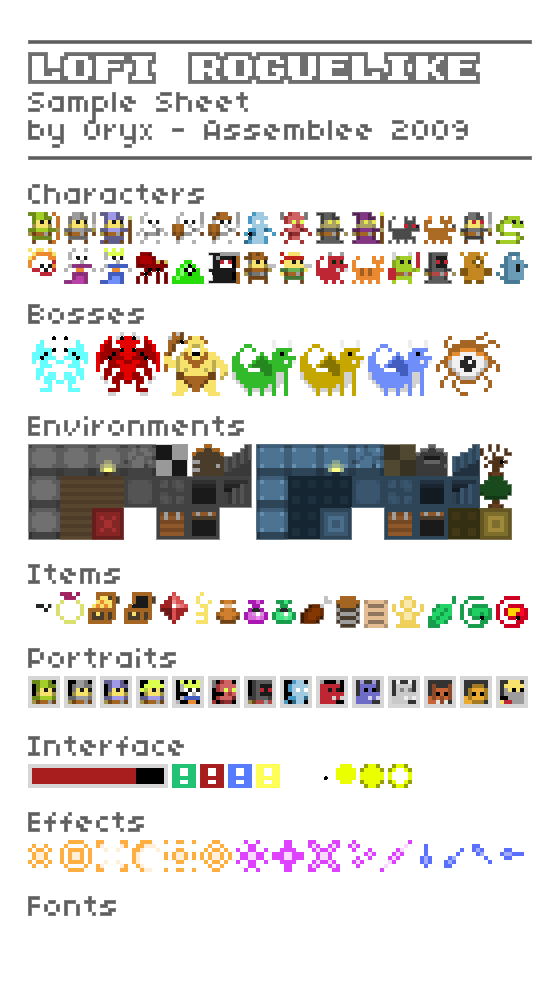 LOFI ROGUELIKE
Sample Sheet
by Oryx - Assemblee 2009
Characters
Bosses
Environments
Items
Portraits
Interface
Effects
Fonts